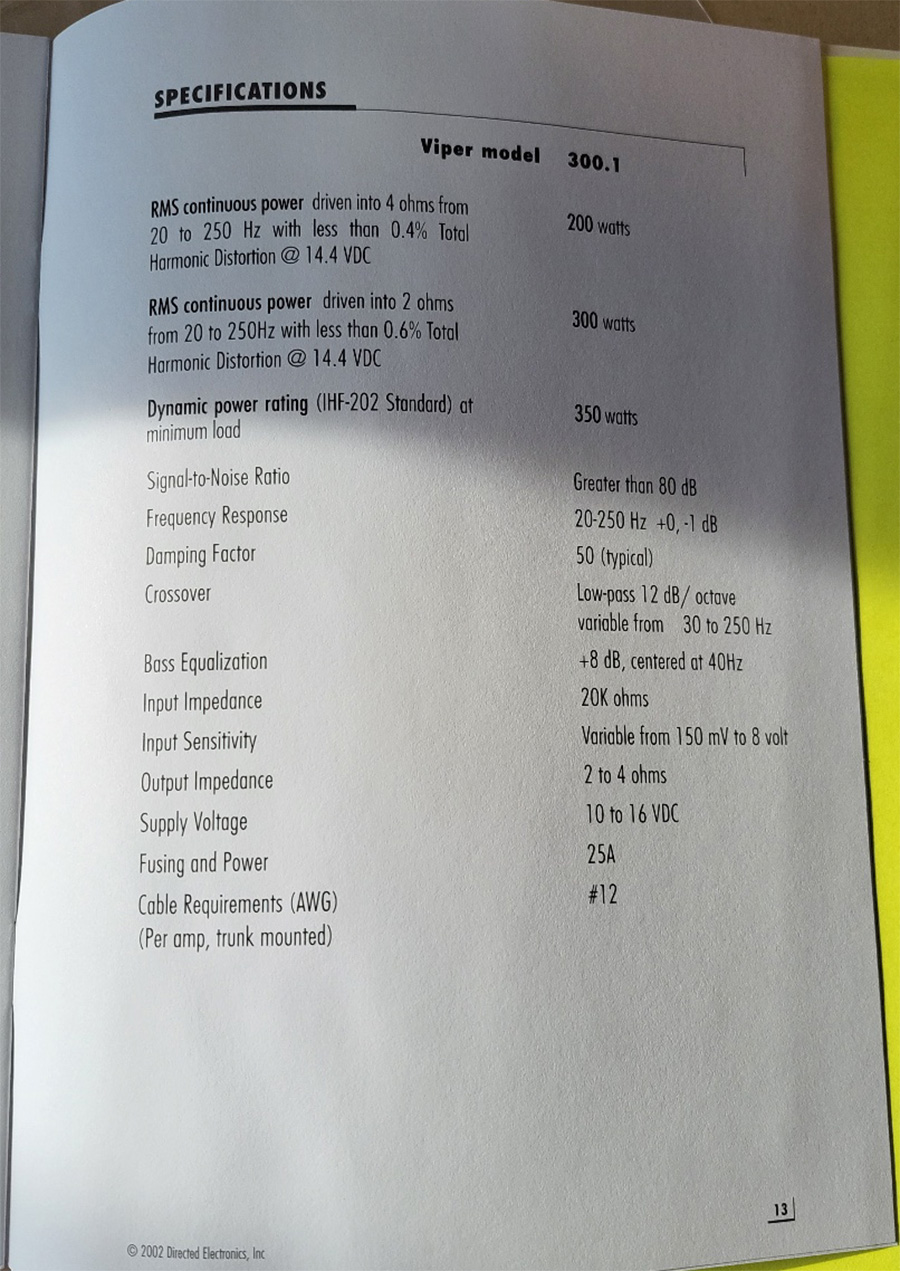 SPECIFICATIONS
Viper model 300.1
RMS continuous power driven into 4 ohms from
20 to 250 Hz with less than 0.4% Total
Harmonic Distortion @ 14.4 VDC
200 watts
RMS continuous power driven into 2 ohms
from 20 to 250Hz with less than 0.6% Total
Harmonic Distortion @ 14.4 VDC
300 watts
Dynamic power rating (IHF-202 Standard) at
minimum load
350 watts
Signal-to-Noise Ratio Greater than 80 dB
Frequency Response 20-250 Hz +0, -1 dB
Damping Factor 50 (typical)
Crossover Low-pass 12 dB/ octave
variable from 30 to 250 Hz
Bass Equalization +8 dB, centered at 40Hz
Input Impedance 20K ohms
Input Sensitivity Variable from 150 mV to 8 volt
Output Impedance 2 to 4 ohms
Supply Voltage 10 to 16 VDC
Fusing and Power 25A
Cable Requirements (AWG) #12
(Per amp, trunk mounted)
13
© 2002 Directed Electronics, Inc